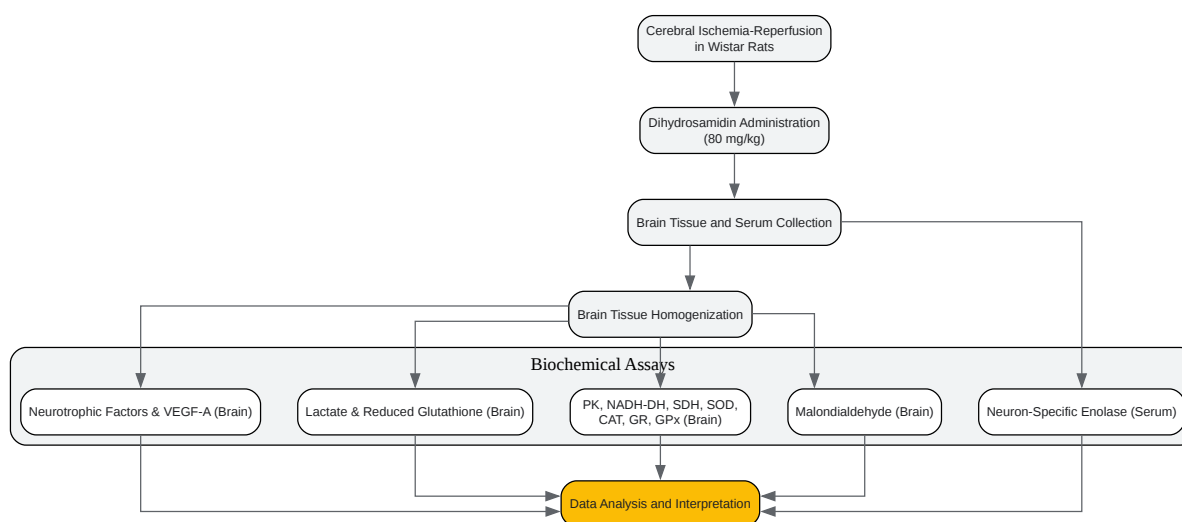 Cerebral Ischemia-Reperfusion
in Wistar Rats
Dihydrosamidin Administration
(80 mg/kg)
Brain Tissue and Serum Collection
Brain Tissue Homogenization
Biochemical Assays
Neurotrophic Factors & VEGF-A (Brain)
Lactate & Reduced Glutathione (Brain)
PK, NADH-DH, SDH, SOD,
CAT, GR, GPx (Brain)
Malondialdehyde (Brain)
Neuron-Specific Enolase (Serum)
Data Analysis and Interpretation